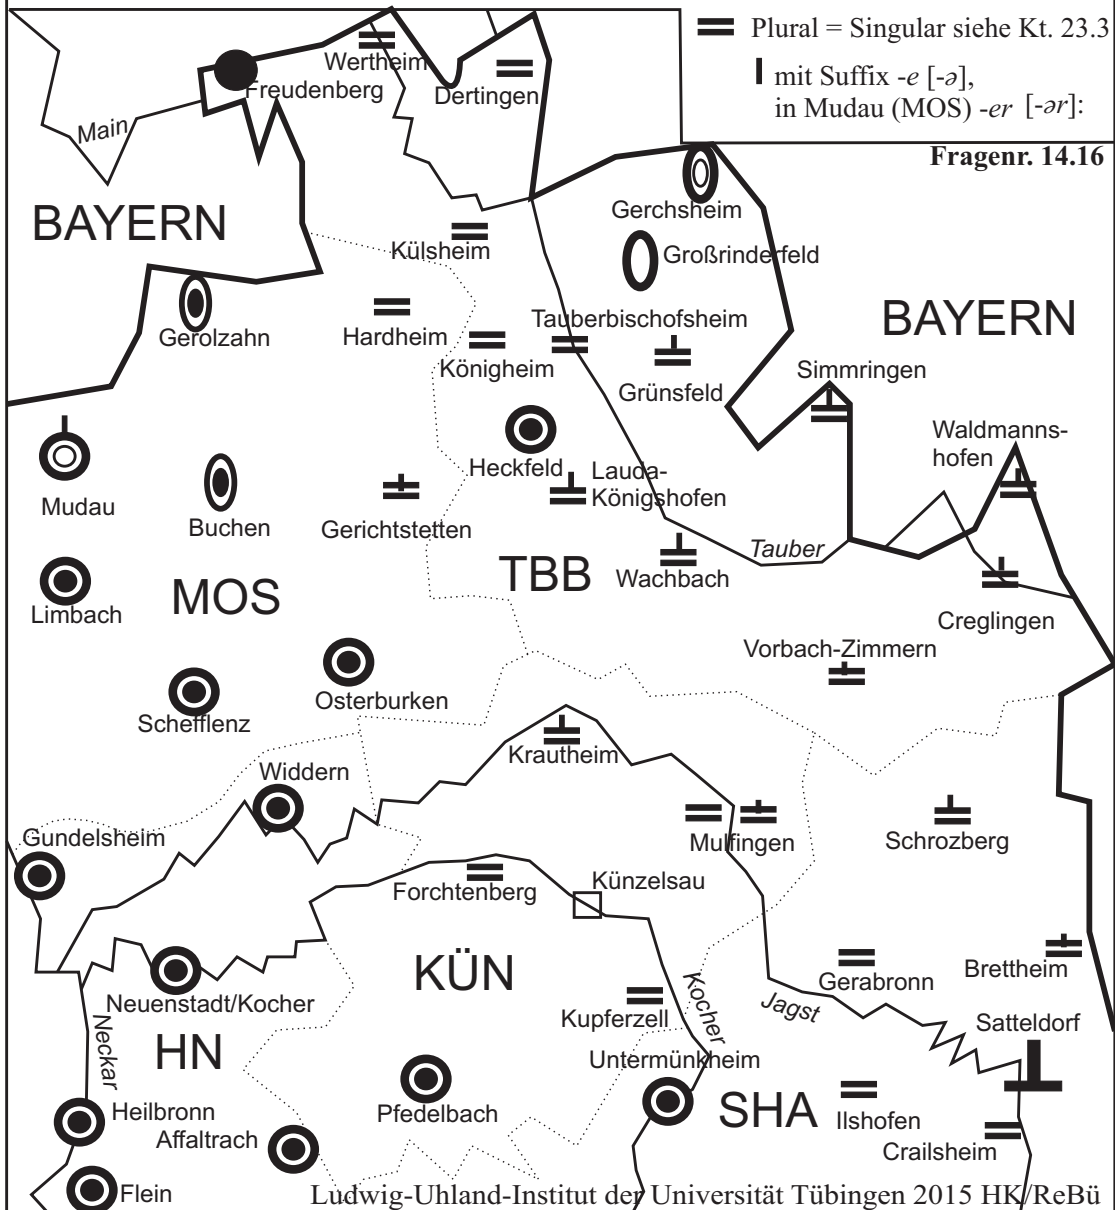 Plural = Singular siehe Kt. 23.3
mit Suffix -e [-ə],
in Mudau (MOS) -er [-ər]:
Fragenr. 14.16
Wertheim
Freudenberg
Dertingen
Main
BAYERN
Gerchsheim
Külsheim
Großrinderfeld
Gerolzahn
Hardheim
Tauberbischofsheim
BAYERN
Königheim
Grünsfeld
Simmringen
Waldmanns-
hofen
Mudau
Buchen
Heckfeld
Lauda-
Königshofen
Gerichtstetten
Tauber
Limbach
MOS
TBB
Wachbach
Creglingen
Vorbach-Zimmern
Osterburken
Schefflenz
Krautheim
Widdern
Gundelsheim
Mulfingen
Schrozberg
Forchtenberg
Künzelsau
KÜN
Gerabronn
Brettheim
Neuenstadt/Kocher
Kocher
Jagst
Kupferzell
Satteldorf
Neckar
HN
Untermünkheim
Pfedelbach
SHA
Ilshofen
Heilbronn
Affaltrach
Crailsheim
Flein
Ludwig-Uhland-Institut der Universität Tübingen 2015 HK/ReBü